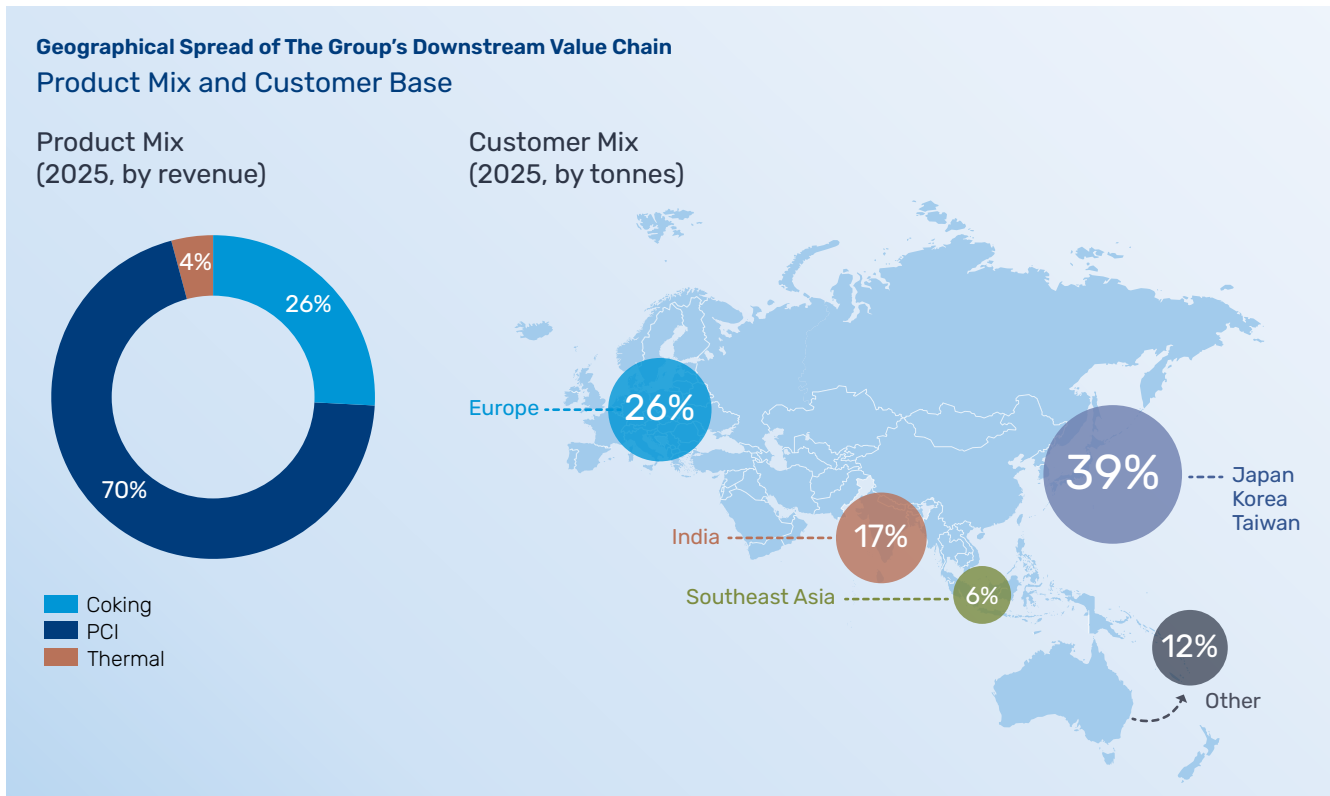 Geographical Spread of The Group’s Downstream Value Chain
Product Mix and Customer Base
Product Mix
(2025, by revenue)
4%
26%
70%
Coking
PCI
Thermal
Customer Mix
(2025, by tonnes)
Europe
26%
39%
Japan
Korea
Taiwan
India
17%
Southeast Asia
6%
12%
Other